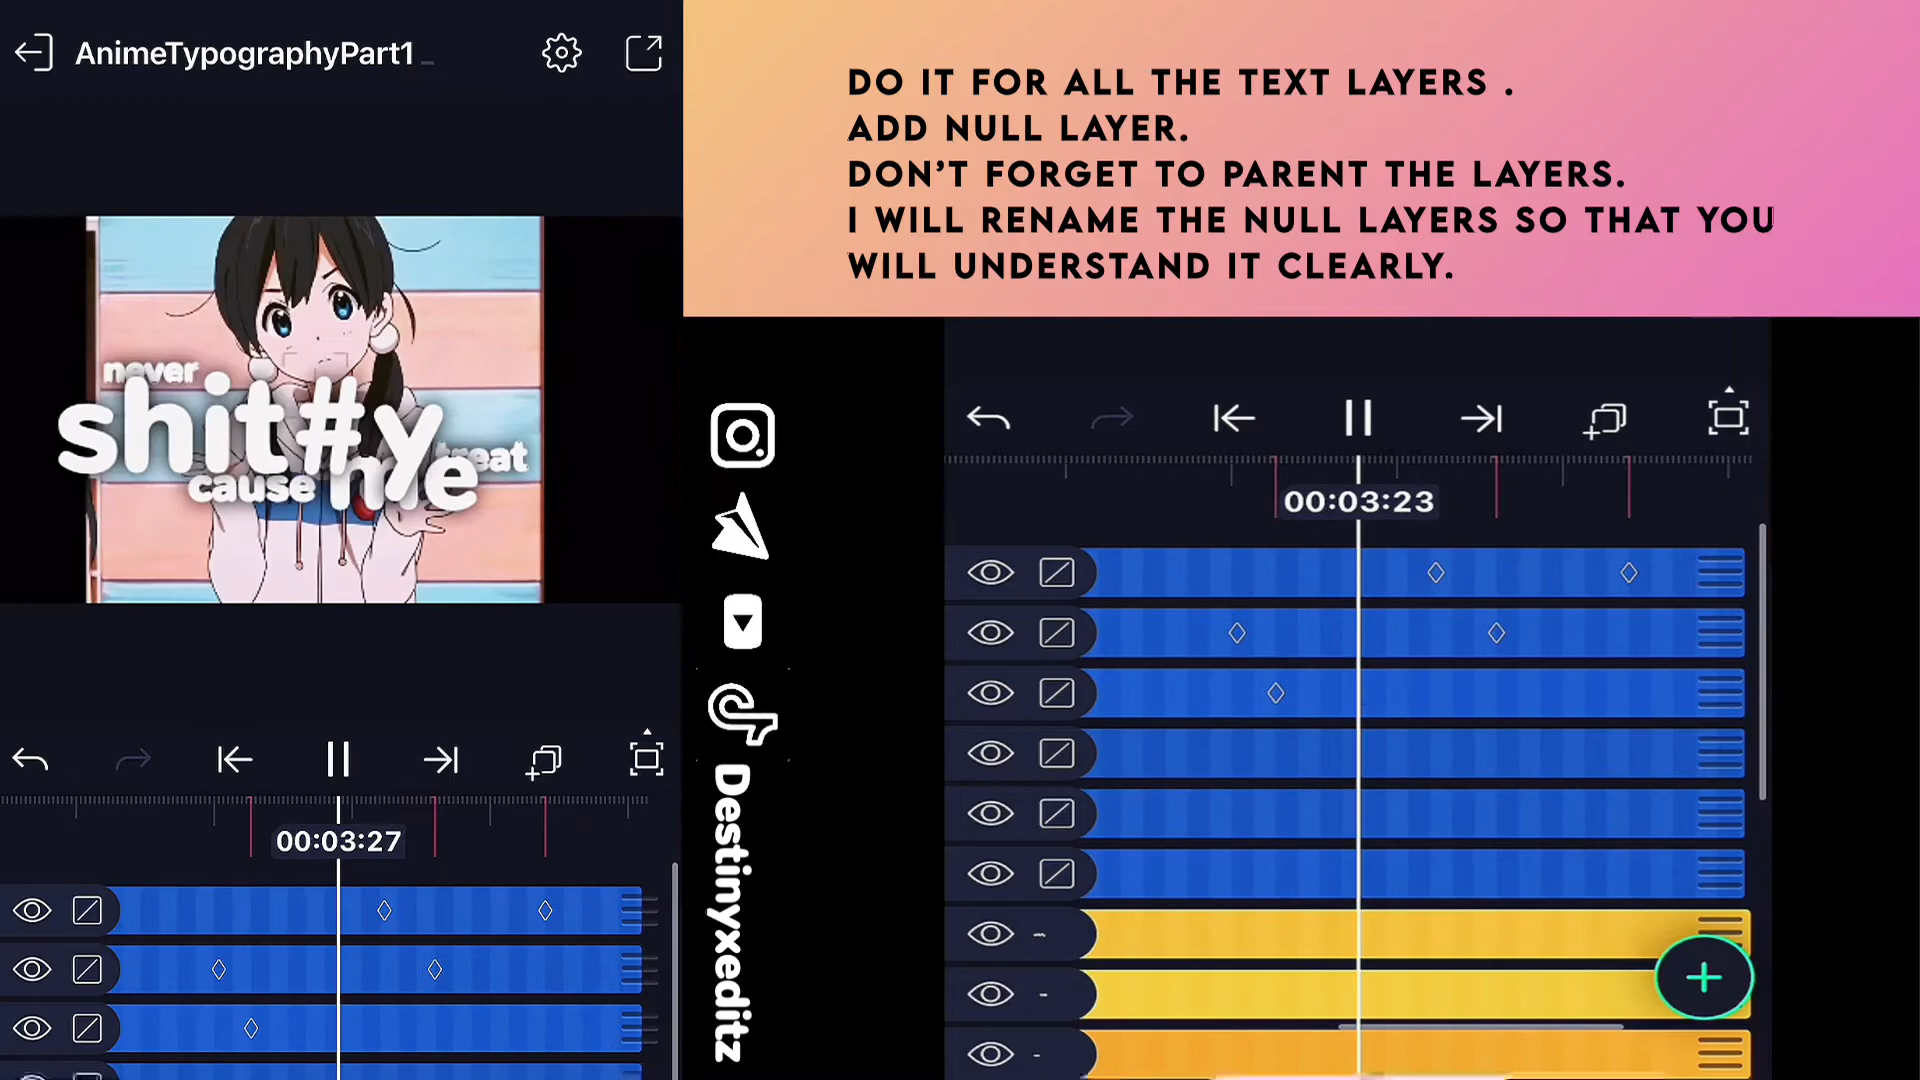 AnimeTypographyPart1_
DO IT FOR ALL THE TEXT LAYERS .
ADD NULL LAYER.
DON'T FORGET TO PARENT THE LAYERS.
I WILL RENAME THE NULL LAYERS SO THAT YOU
WILL UNDERSTAND IT CLEARLY.
never
shit#y
treat
cause me
00:03:27
Destinyxeditz
00:03:23